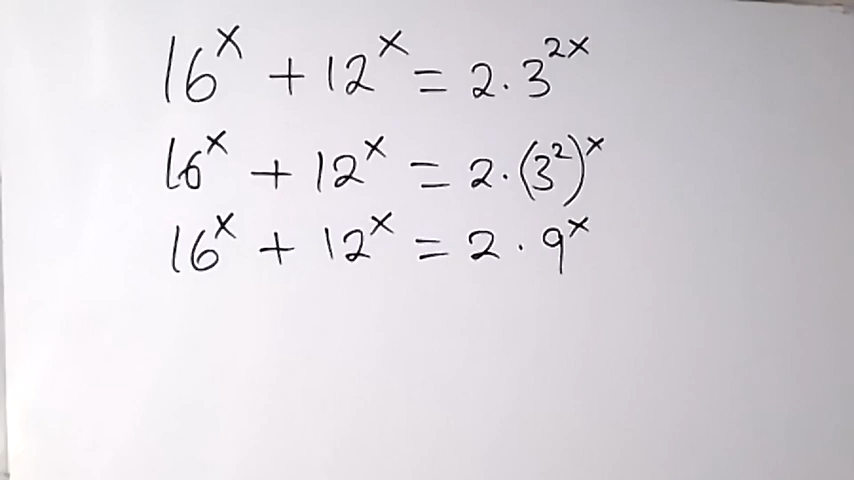 16^x + 12^x = 2 · 3^{2x}
16^x + 12^x = 2 · (3^2)^x
16^x + 12^x = 2 · 9^x